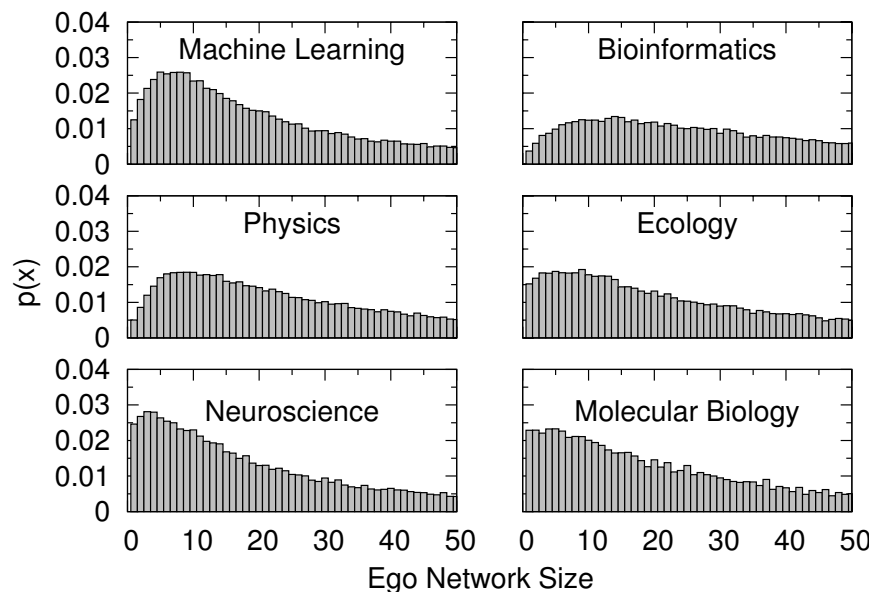 0.04
0.03
0.02
0.01
0
Machine Learning
Bioinformatics
0.04
0.03
0.02
0.01
0
Physics
Ecology
p(x)
0.04
0.03
0.02
0.01
0
Neuroscience
Molecular Biology
0 10 20 30 40 50
0 10 20 30 40 50
Ego Network Size